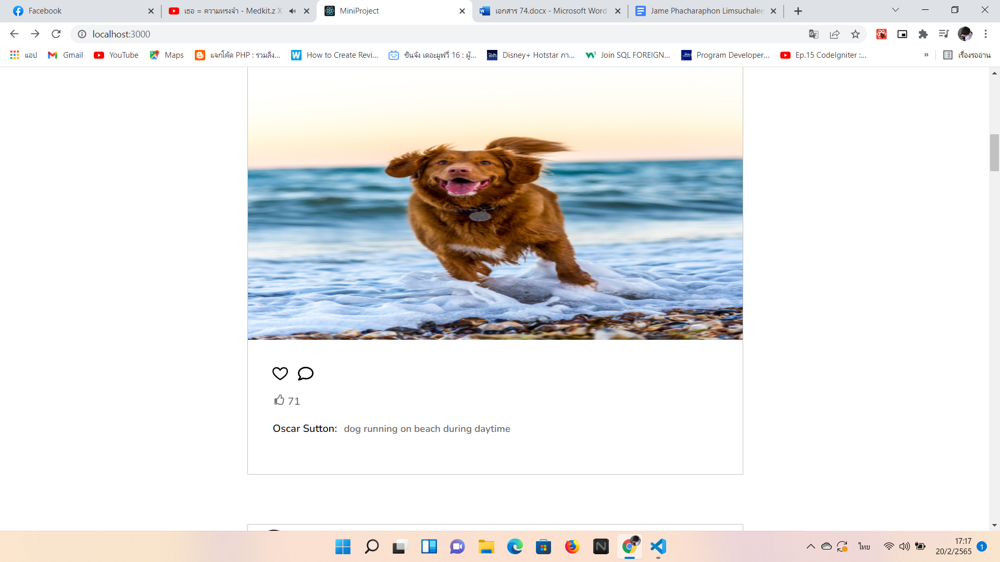 Facebook
เธอ = ความทรงจำ - Medkit.z X
MiniProject
เอกสาร 74.docx - Microsoft Word
Jame Phacharaphon Limsuchalee
localhost:3000
แอป
Gmail
YouTube
Maps
แจกโค้ด PHP : รวมลิง...
How to Create Revi...
ชินจัง เดอะมูฟวี่ 16 : ผู้...
Disney+ Hotstar ภา...
Join SQL FOREIGN...
Program Developer...
Ep.15 CodeIgniter :...
»
เรื่องรออ่าน
71
Oscar Sutton: dog running on beach during daytime
ไทย
17:17
20/2/2565
1